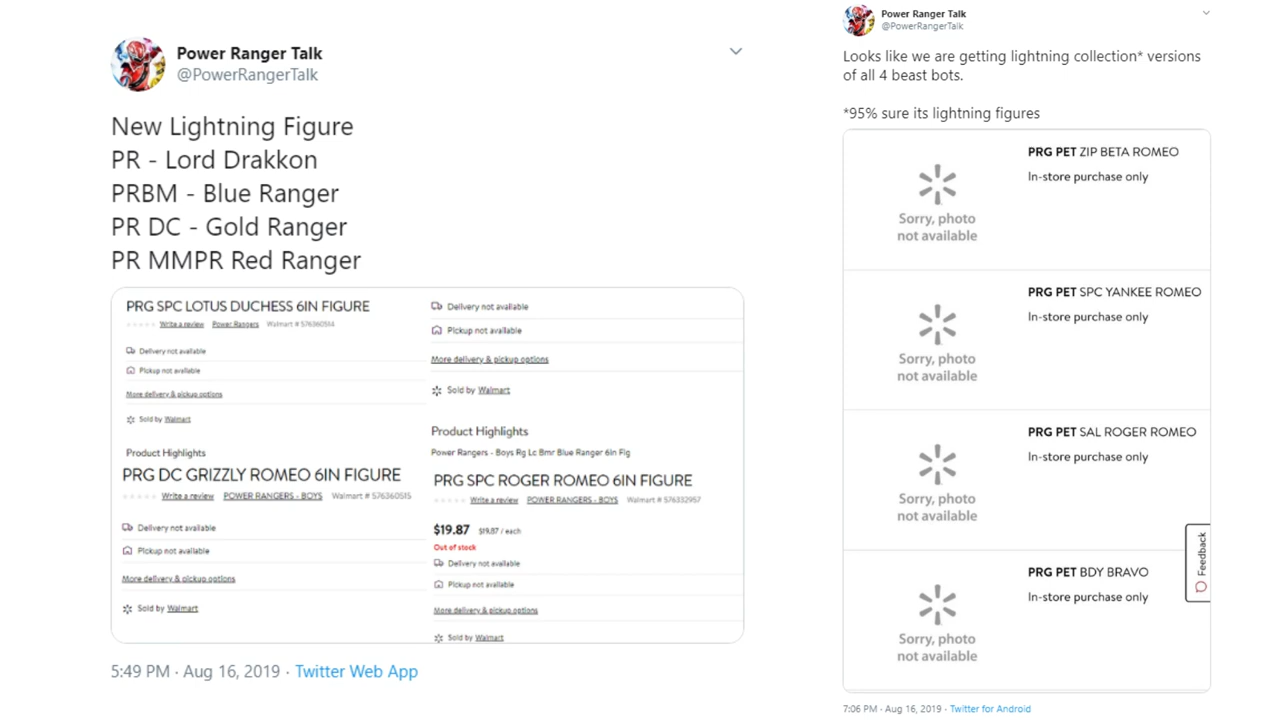 Power Ranger Talk
@PowerRangerTalk
New Lightning Figure
PR - Lord Drakkon
PRBM - Blue Ranger
PR DC - Gold Ranger
PR MMPR Red Ranger
PRG SPC LOTUS DUCHESS 6IN FIGURE
Write a review Power Rangers Walmart # 576360514
Delivery not available
Pickup not available
More delivery & pickup options
Sold by Walmart
Product Highlights
PRG DC GRIZZLY ROMEO 6IN FIGURE
Write a review POWER RANGERS - BOYS Walmart # 576360515
Delivery not available
Pickup not available
More delivery & pickup options
Sold by Walmart
Delivery not available
Pickup not available
More delivery & pickup options
Sold by Walmart
Product Highlights
Power Rangers - Boys Rg Lc Bmr Blue Ranger 6in Fig
PRG SPC ROGER ROMEO 6IN FIGURE
Write a review POWER RANGERS - BOYS Walmart # 576332957
$19.87 $19.87 / each
Out of stock
Delivery not available
Pickup not available
More delivery & pickup options
Sold by Walmart
5:49 PM · Aug 16, 2019 · Twitter Web App
Power Ranger Talk
@PowerRangerTalk
Looks like we are getting lightning collection* versions
of all 4 beast bots.
*95% sure its lightning figures
PRG PET ZIP BETA ROMEO
In-store purchase only
Sorry, photo
not available
PRG PET SPC YANKEE ROMEO
In-store purchase only
Sorry, photo
not available
PRG PET SAL ROGER ROMEO
In-store purchase only
Sorry, photo
not available
Feedback
PRG PET BDY BRAVO
In-store purchase only
Sorry, photo
not available
7:06 PM · Aug 16, 2019 · Twitter for Android